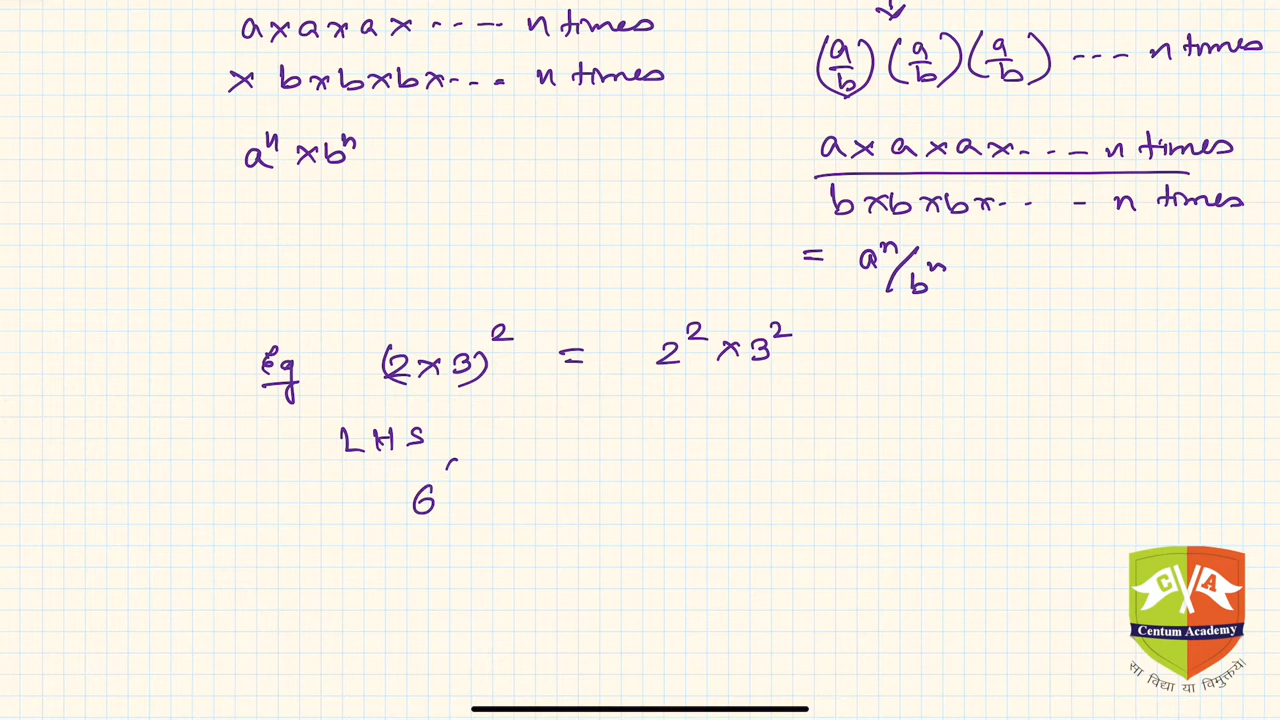 a×a×a× ----- n times
× b×b×b×--... n times
aⁿ × bⁿ
(a/b) (a/b) (a/b) ---- n times
a× a×a×---- n times
b×b×b×-- - n times
= aⁿ/bⁿ
Eg (2×3)² = 2² × 3²
LHS
6
C A
Centum Academy
सा विद्या या विमुक्तये।